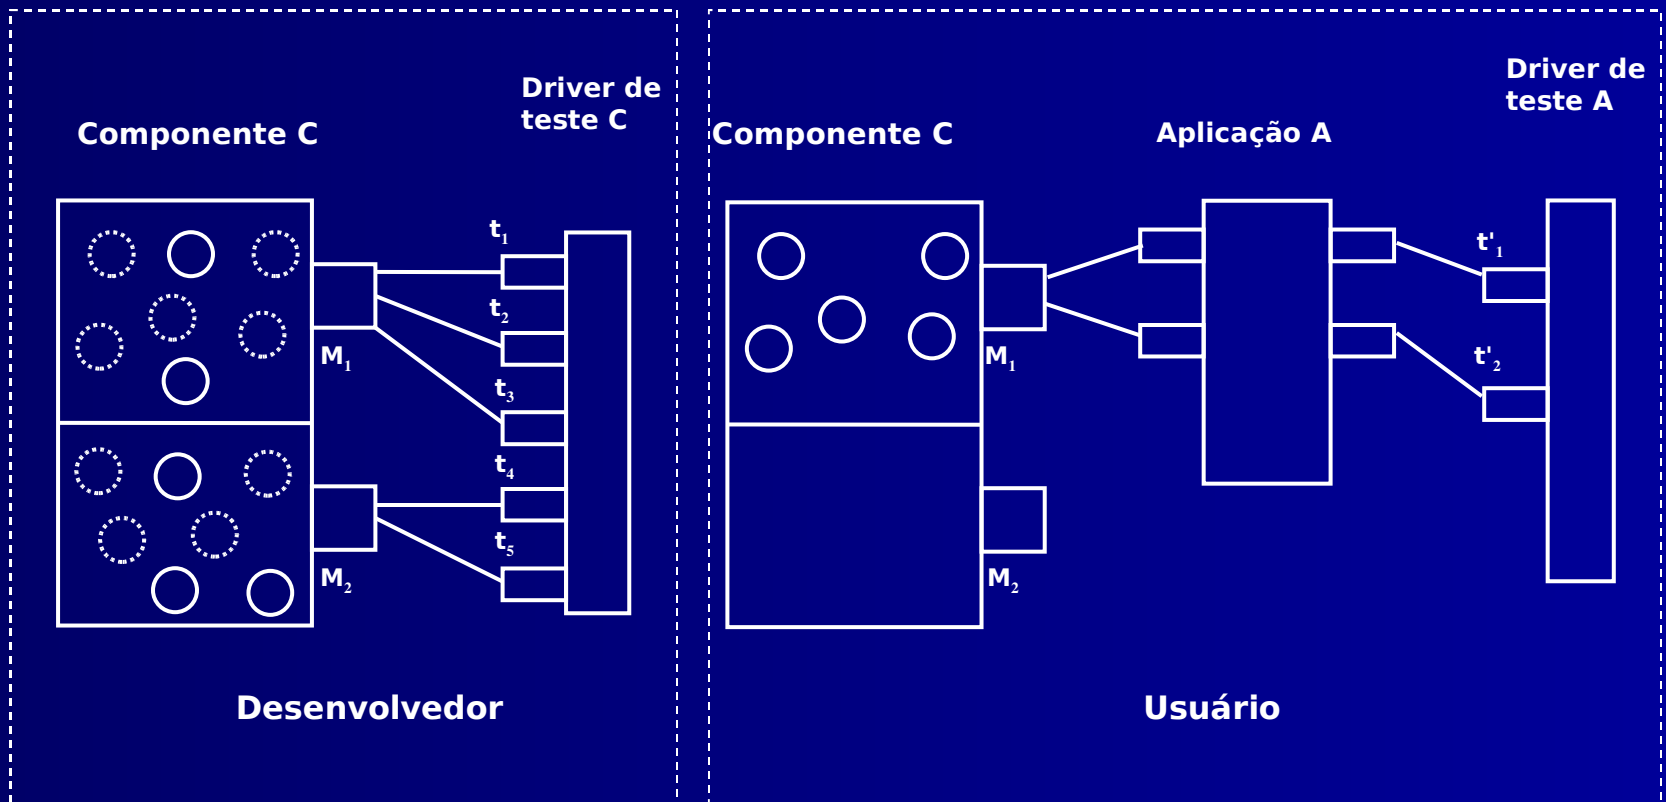 Driver de
teste C
Componente C
t1
t2
M1
t3
t4
t5
M2
Desenvolvedor
Driver de
teste A
Componente C
Aplicação A
t'1
M1
t'2
M2
Usuário